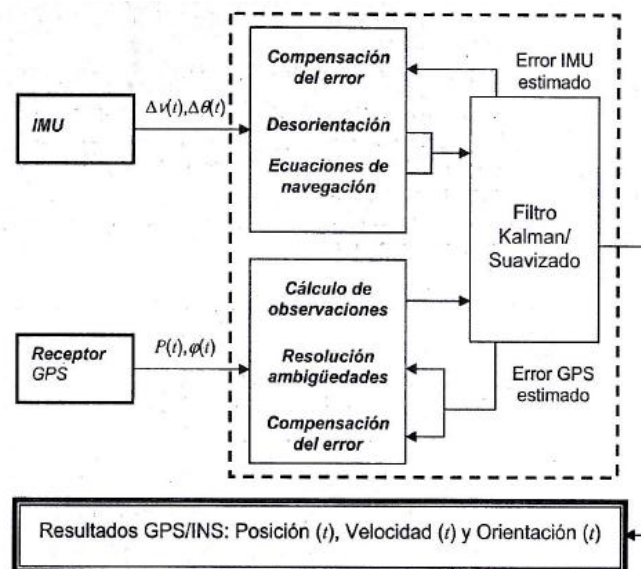 IMU
Δv(t),Δθ(t)
Compensación
del error
Desorientación
Ecuaciones de
navegación
Error IMU
estimado
Filtro
Kalman/
Suavizado
Receptor
GPS
P(t),φ(t)
Cálculo de
observaciones
Resolución
ambigüedades
Compensación
del error
Error GPS
estimado
Resultados GPS/INS: Posición (t), Velocidad (t) y Orientación (t)